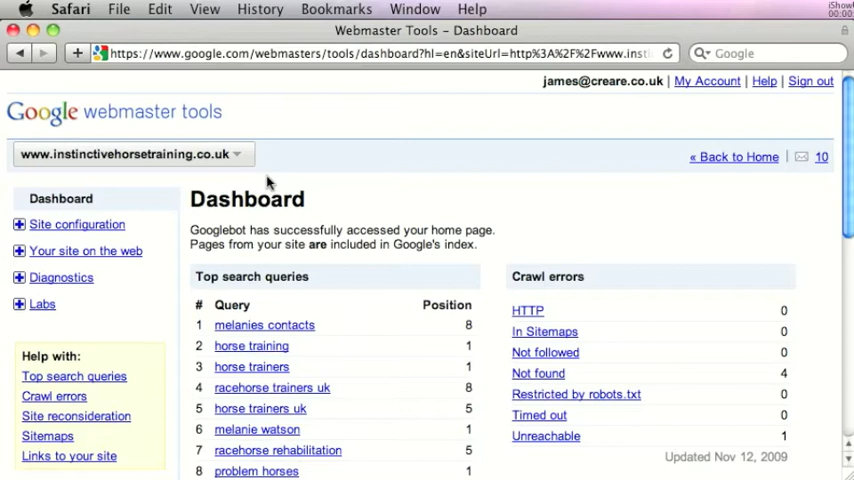 Safari File Edit View History Bookmarks Window Help
Webmaster Tools – Dashboard
https://www.google.com/webmasters/tools/dashboard?hl=en&siteUrl=http%3A%2F%2Fwww.inst
Google
james@creare.co.uk | My Account | Help | Sign out
Google webmaster tools
www.instinctivehorsetraining.co.uk
« Back to Home | 10
Dashboard
Site configuration
Your site on the web
Diagnostics
Labs
Help with:
Top search queries
Crawl errors
Site reconsideration
Sitemaps
Links to your site
Dashboard
Googlebot has successfully accessed your home page.
Pages from your site are included in Google's index.
Top search queries
# Query Position
1 melanies contacts 8
2 horse training 1
3 horse trainers 1
4 racehorse trainers uk 8
5 horse trainers uk 5
6 melanie watson 1
7 racehorse rehabilitation 5
8 problem horses 1
Crawl errors
HTTP 0
In Sitemaps 0
Not followed 0
Not found 4
Restricted by robots.txt 0
Timed out 0
Unreachable 1
Updated Nov 12, 2009